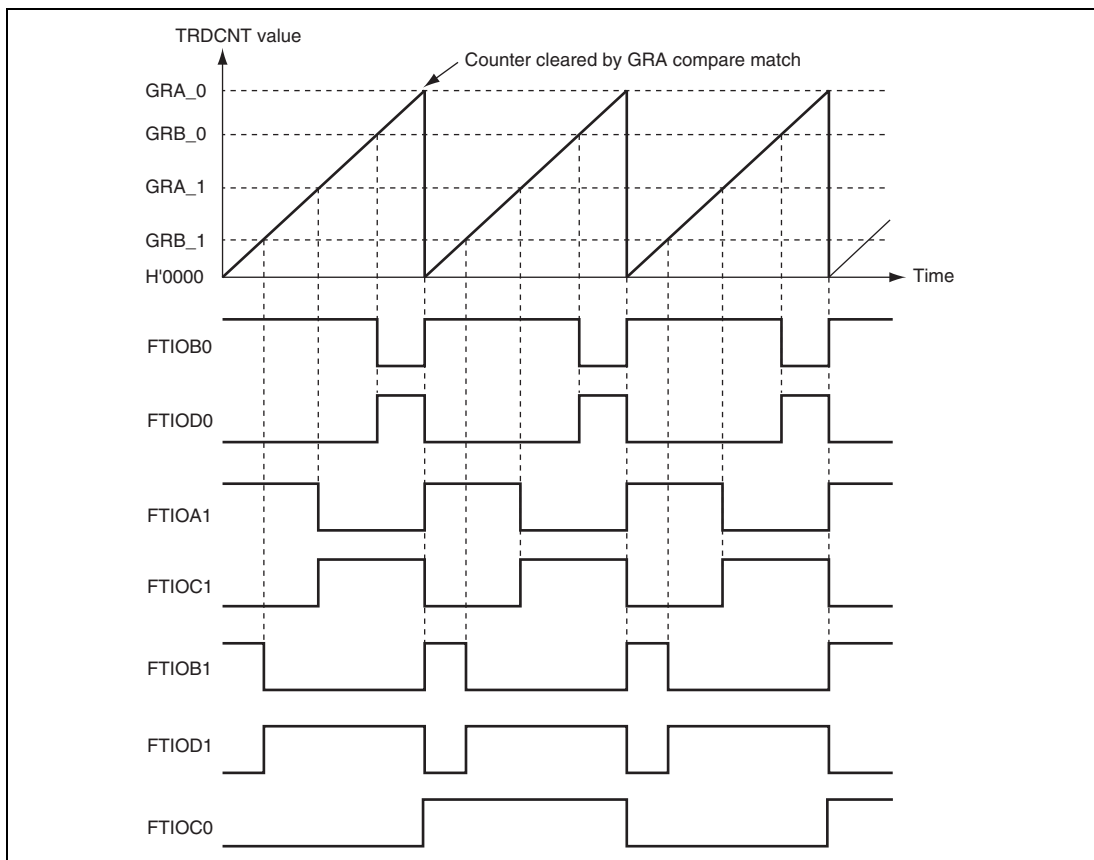 TRDCNT value
Counter cleared by GRA compare match
GRA_0
GRB_0
GRA_1
GRB_1
H'0000
Time
FTIOB0
FTIOD0
FTIOA1
FTIOC1
FTIOB1
FTIOD1
FTIOC0